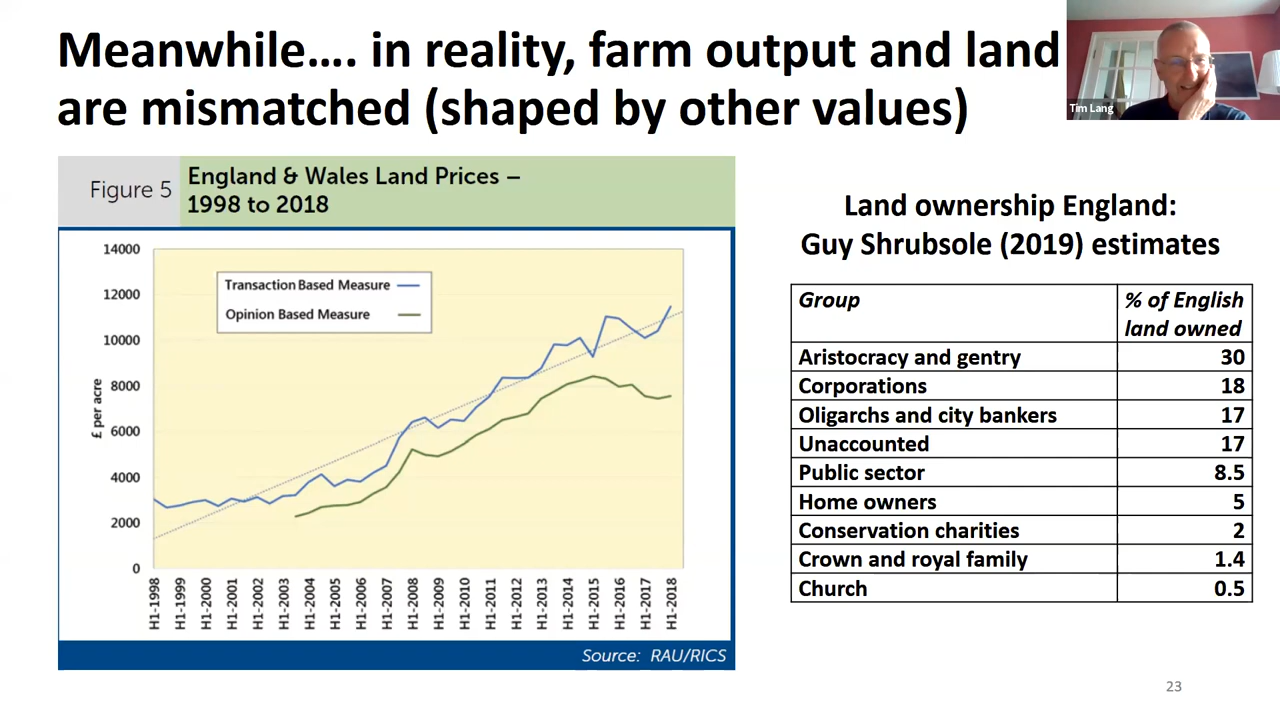 Meanwhile…. in reality, farm output and land
are mismatched (shaped by other values)
Tim Lang
Figure 5
England & Wales Land Prices –
1998 to 2018
14000
12000
10000
8000
6000
4000
2000
0
£ per acre
Transaction Based Measure
Opinion Based Measure
H1-1998
H1-1999
H1-2000
H1-2001
H1-2002
H1-2003
H1-2004
H1-2005
H1-2006
H1-2007
H1-2008
H1-2009
H1-2010
H1-2011
H1-2012
H1-2013
H1-2014
H1-2015
H1-2016
H1-2017
H1-2018
Source: RAU/RICS
Land ownership England:
Guy Shrubsole (2019) estimates
Group % of English
land owned
Aristocracy and gentry 30
Corporations 18
Oligarchs and city bankers 17
Unaccounted 17
Public sector 8.5
Home owners 5
Conservation charities 2
Crown and royal family 1.4
Church 0.5
23